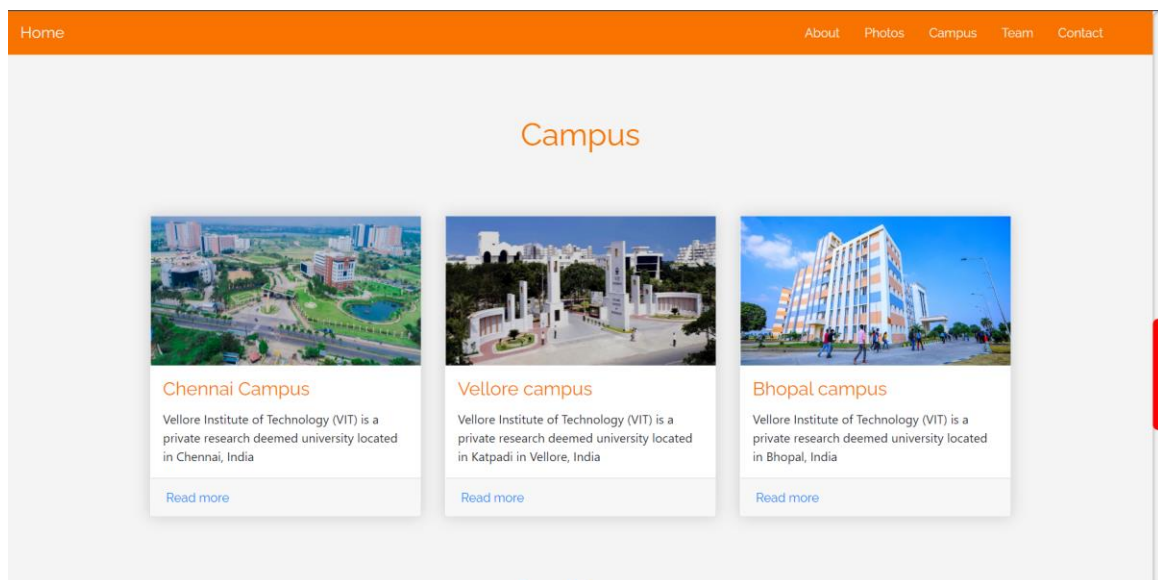 Home About Photos Campus Team Contact
Campus
Chennai Campus
Vellore Institute of Technology (VIT) is a
private research deemed university located
in Chennai, India
Read more
Vellore campus
Vellore Institute of Technology (VIT) is a
private research deemed university located
in Katpadi in Vellore, India
Read more
Bhopal campus
Vellore Institute of Technology (VIT) is a
private research deemed university located
in Bhopal, India
Read more